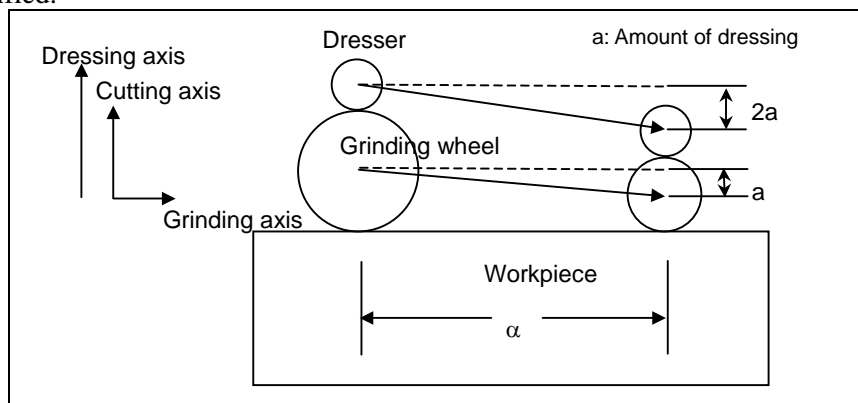 Dresser
a: Amount of dressing
Dressing axis
Cutting axis
2a
Grinding wheel
a
Grinding axis
Workpiece
α